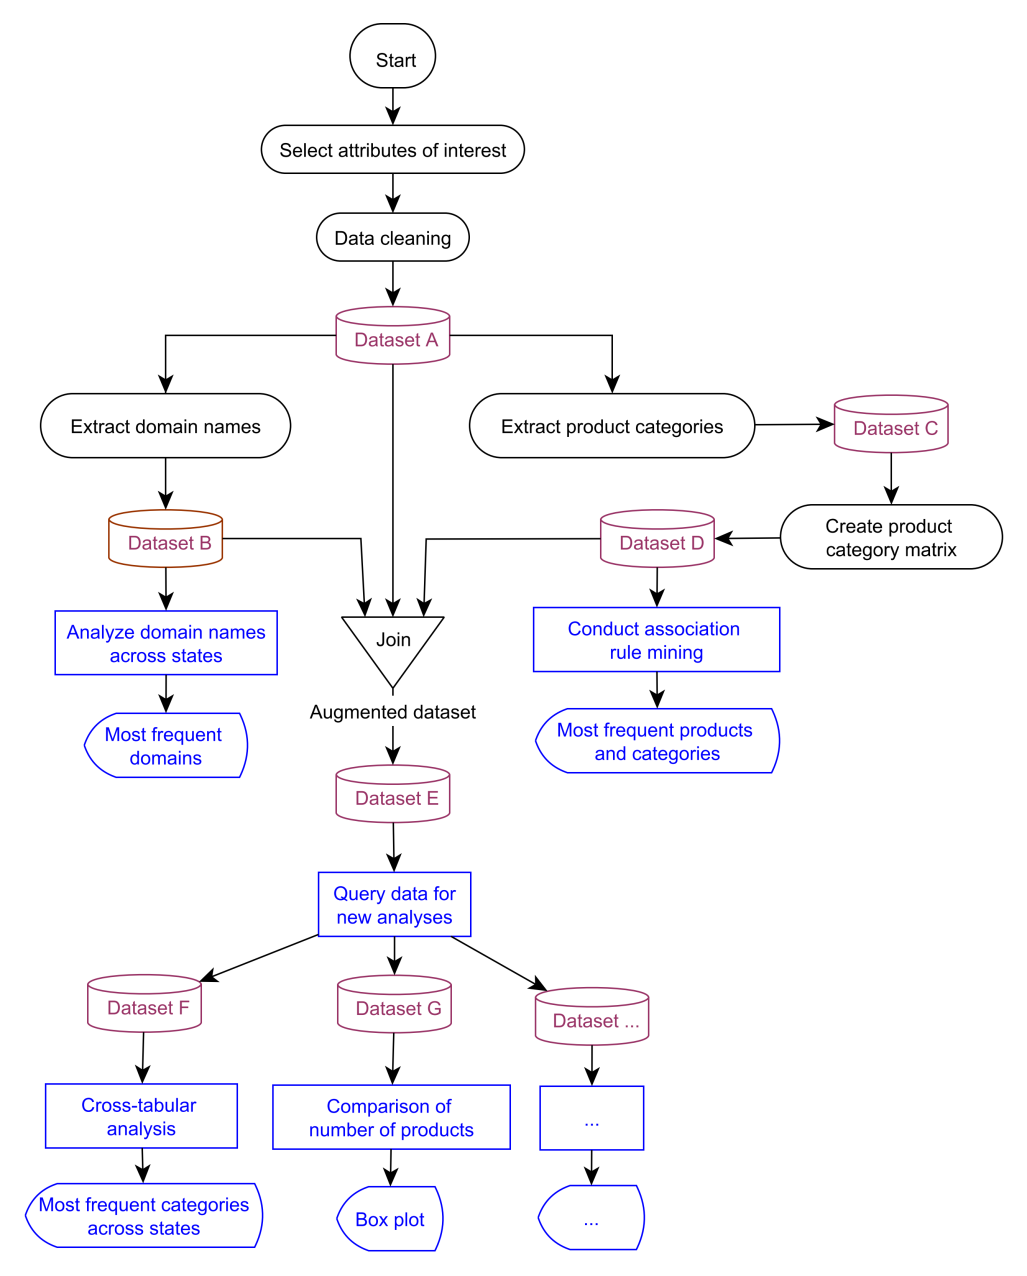 Start
Select attributes of interest
Data cleaning
Dataset A
Extract domain names
Extract product categories
Dataset C
Dataset B
Dataset D
Create product
category matrix
Analyze domain names
across states
Join
Conduct association
rule mining
Augmented dataset
Most frequent
domains
Most frequent products
and categories
Dataset E
Query data for
new analyses
Dataset F
Dataset G
Dataset ...
Cross-tabular
analysis
Comparison of
number of products
...
Most frequent categories
across states
Box plot
...